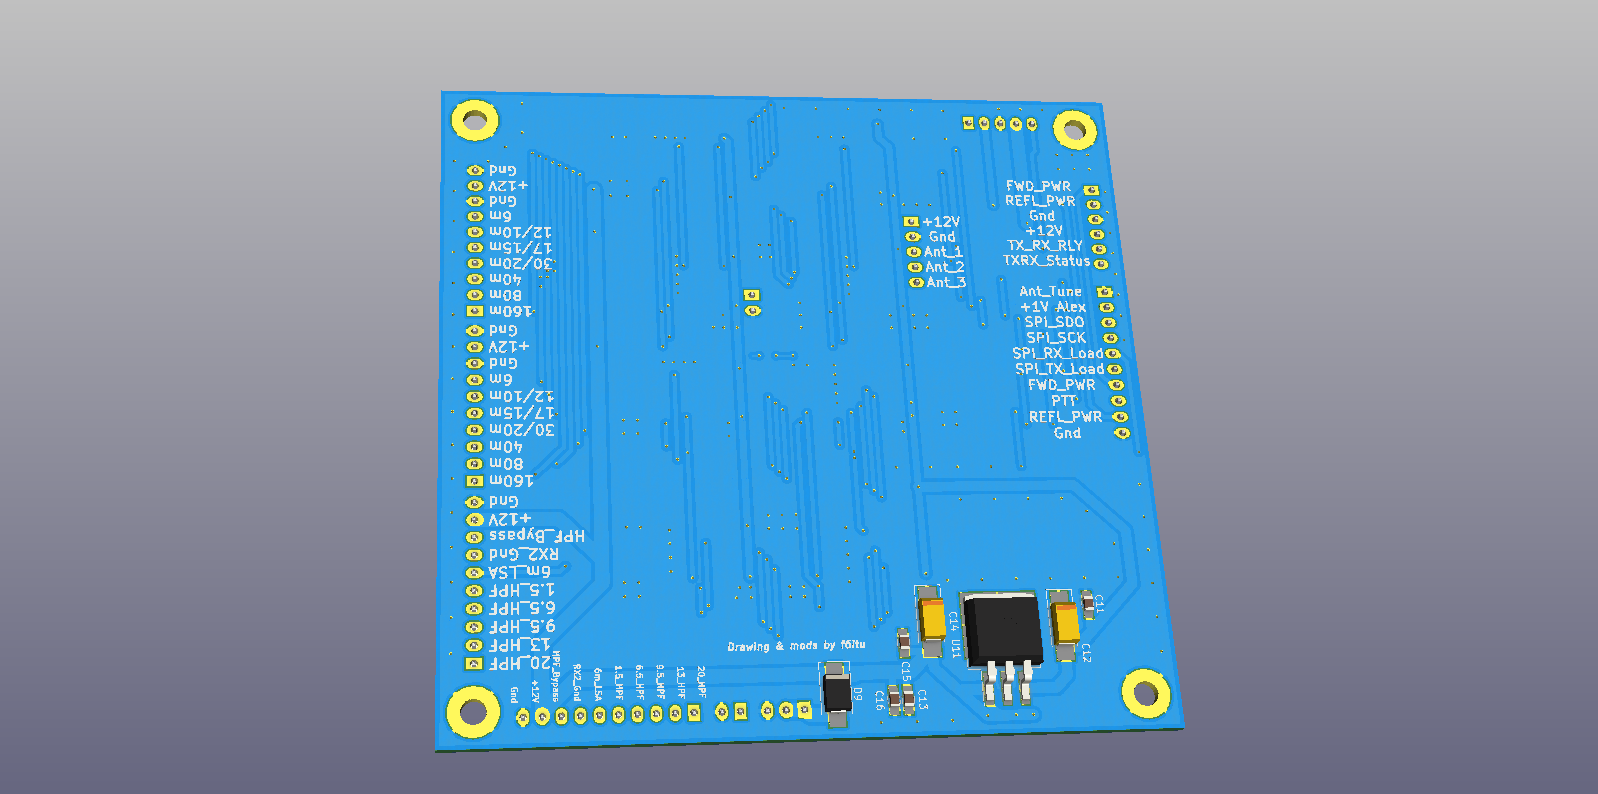 Gnd
+12V
Gnd
6m
12/10m
17/15m
30/20m
40m
80m
160m
Gnd
+12V
Gnd
6m
12/10m
17/15m
30/20m
40m
80m
160m
Gnd
+12V
HPF_Bypass
RX2_Gnd
6m_LSA
1.5_HPF
6.5_HPF
9.5_HPF
13_HPF
20_HPF
Gnd
+12V
HPF_Bypass
RX2_Gnd
6m_LSA
1.5_HPF
6.5_HPF
9.5_HPF
13_HPF
20_HPF
+12V
Gnd
Ant_1
Ant_2
Ant_3
FWD_PWR
REFL_PWR
Gnd
+12V
TX_RX_RLY
TXRX_Status
Ant_Tune
+1V Alex
SPI_SDO
SPI_SCK
SPI_RX_Load
SPI_TX_Load
FWD_PWR
PTT
REFL_PWR
Gnd
Drawing & mods by f6itu
D9
C16
C13
C15
C14
U11
C12
C11